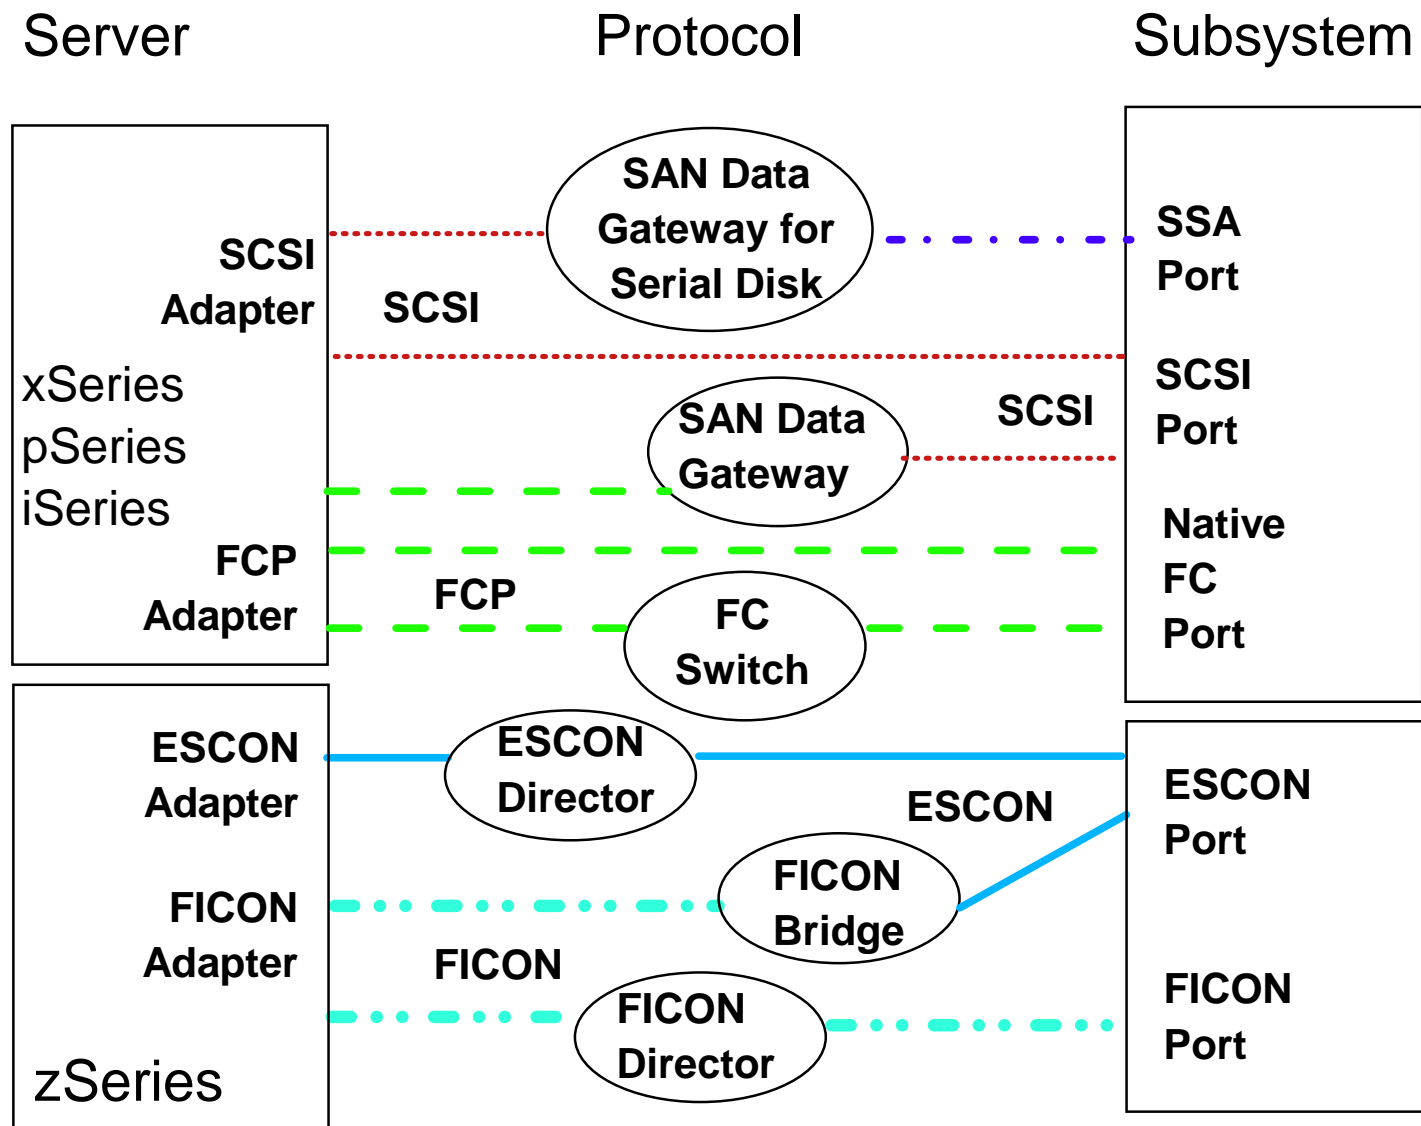 Server
Protocol
Subsystem
SCSI
Adapter
xSeries
pSeries
iSeries
FCP
Adapter
SCSI
SAN Data
Gateway for
Serial Disk
SAN Data
Gateway
SCSI
FCP
FC
Switch
SSA
Port
SCSI
Port
Native
FC
Port
ESCON
Adapter
FICON
Adapter
zSeries
ESCON
Director
ESCON
FICON
Bridge
FICON
FICON
Director
ESCON
Port
FICON
Port